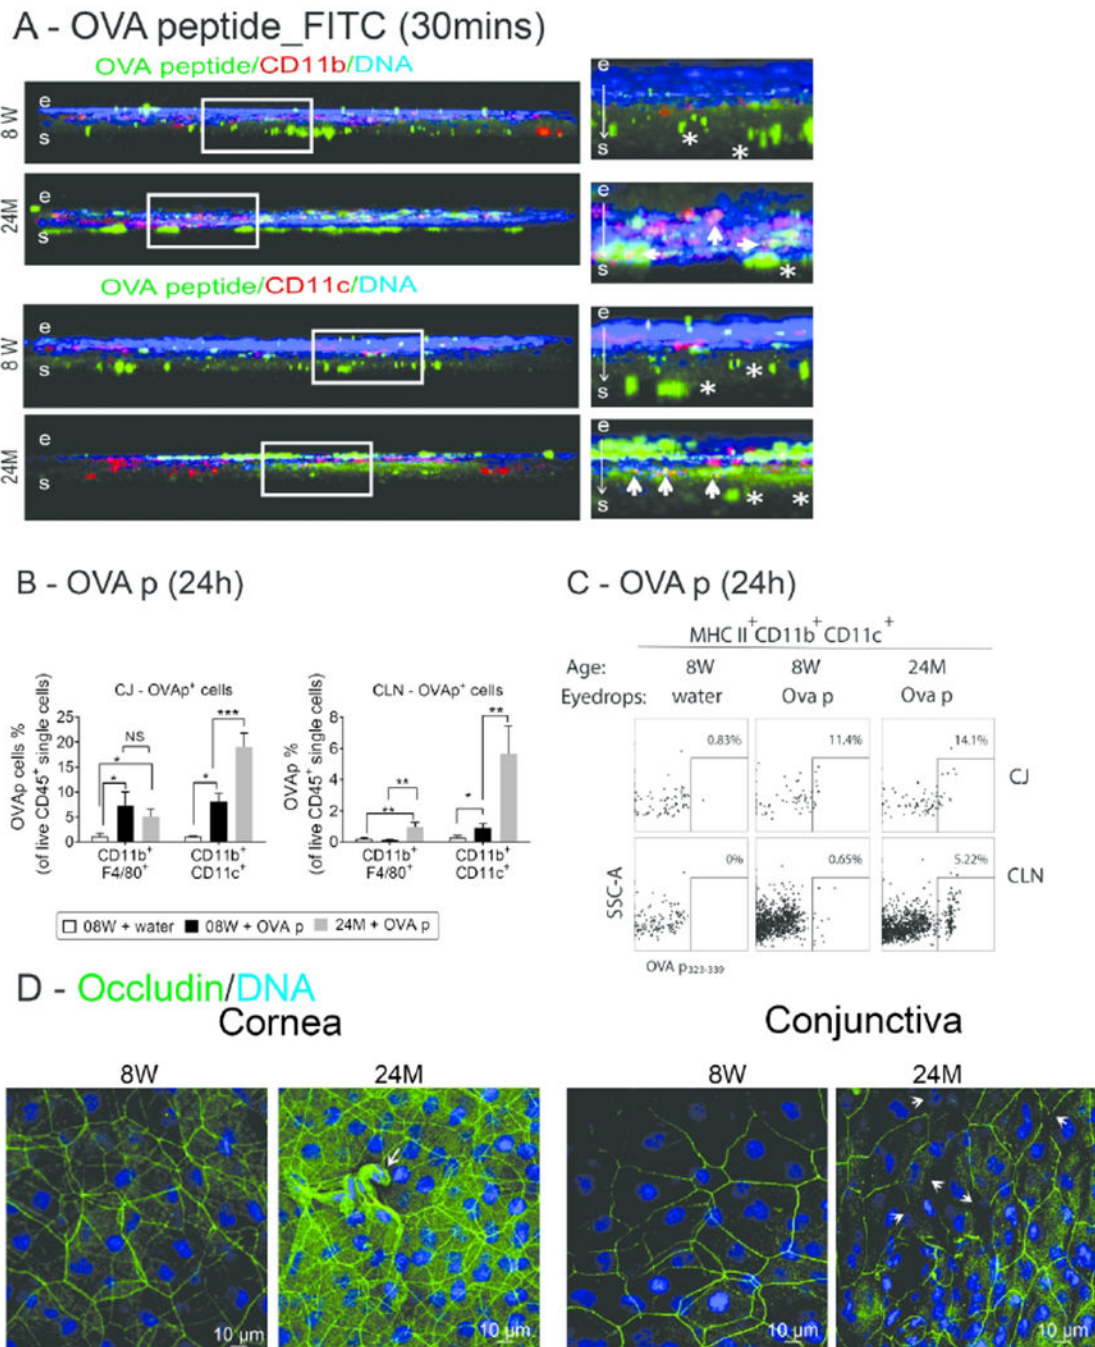 A - OVA peptide_FITC (30mins)
OVA peptide/CD11b/DNA
8 W
e
s
e
s
*
*
24M
e
s
e
s
*
OVA peptide/CD11c/DNA
8 W
e
s
e
s
*
*
24M
e
s
e
s
*
*
B - OVA p (24h)
CJ - OVAp⁺ cells
OVAp cells %
(of live CD45⁺ single cells)
25
20
15
10
5
0
*
*
NS
*
***
CD11b⁺
F4/80⁺
CD11b⁺
CD11c⁺
CLN - OVAp⁺ cells
OVAp %
(of live CD45⁺ single cells)
8
6
4
2
0
**
**
*
**
CD11b⁺
F4/80⁺
CD11b⁺
CD11c⁺
08W + water 08W + OVA p 24M + OVA p
C - OVA p (24h)
MHC II⁺CD11b⁺CD11c⁺
Age: 8W 8W 24M
Eyedrops: water Ova p Ova p
0.83% 11.4% 14.1%
CJ
0% 0.65% 5.22%
CLN
SSC-A
OVA p₃₂₃₋₃₃₉
D - Occludin/DNA
Cornea
8W 24M
10 µm 10 µm
Conjunctiva
8W 24M
10 µm 10 µm